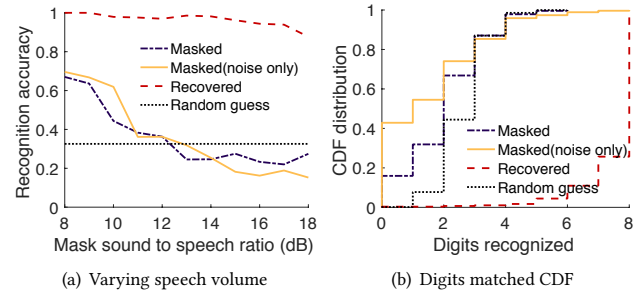 Recognition accuracy
1
0.8
0.6
0.4
0.2
0
Masked
Masked(noise only)
Recovered
Random guess
8 10 12 14 16 18
Mask sound to speech ratio (dB)
(a) Varying speech volume
CDF distribution
1
0.8
0.6
0.4
0.2
0
Masked
Masked(noise only)
Recovered
Random guess
0 2 4 6 8
Digits recognized
(b) Digits matched CDF